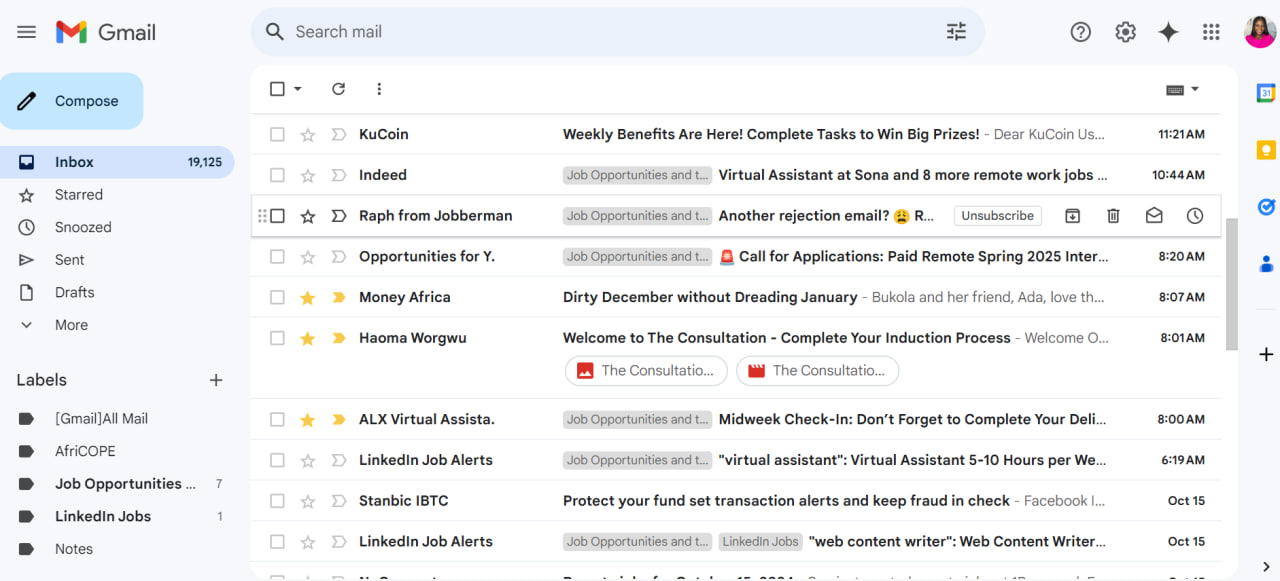 Gmail
Search mail
Compose
Inbox 19,125
Starred
Snoozed
Sent
Drafts
More
Labels
[Gmail]All Mail
AfriCOPE
Job Opportunities ... 7
LinkedIn Jobs 1
Notes
KuCoin Weekly Benefits Are Here! Complete Tasks to Win Big Prizes! - Dear KuCoin Us... 11:21 AM
Indeed Job Opportunities and t... Virtual Assistant at Sona and 8 more remote work jobs ... 10:44 AM
Raph from Jobberman Job Opportunities and t... Another rejection email? 😩 R... Unsubscribe
Opportunities for Y. Job Opportunities and t... 🚨 Call for Applications: Paid Remote Spring 2025 Inter... 8:20 AM
Money Africa Dirty December without Dreading January - Bukola and her friend, Ada, love th... 8:07 AM
Haoma Worgwu Welcome to The Consultation - Complete Your Induction Process - Welcome O... 8:01 AM
The Consultatio... The Consultatio...
ALX Virtual Assista. Job Opportunities and t... Midweek Check-In: Don’t Forget to Complete Your Deli... 8:00 AM
LinkedIn Job Alerts Job Opportunities and t... "virtual assistant": Virtual Assistant 5-10 Hours per We... 6:19 AM
Stanbic IBTC Protect your fund set transaction alerts and keep fraud in check - Facebook I... Oct 15
LinkedIn Job Alerts Job Opportunities and t... LinkedIn Jobs "web content writer": Web Content Writer... Oct 15
31